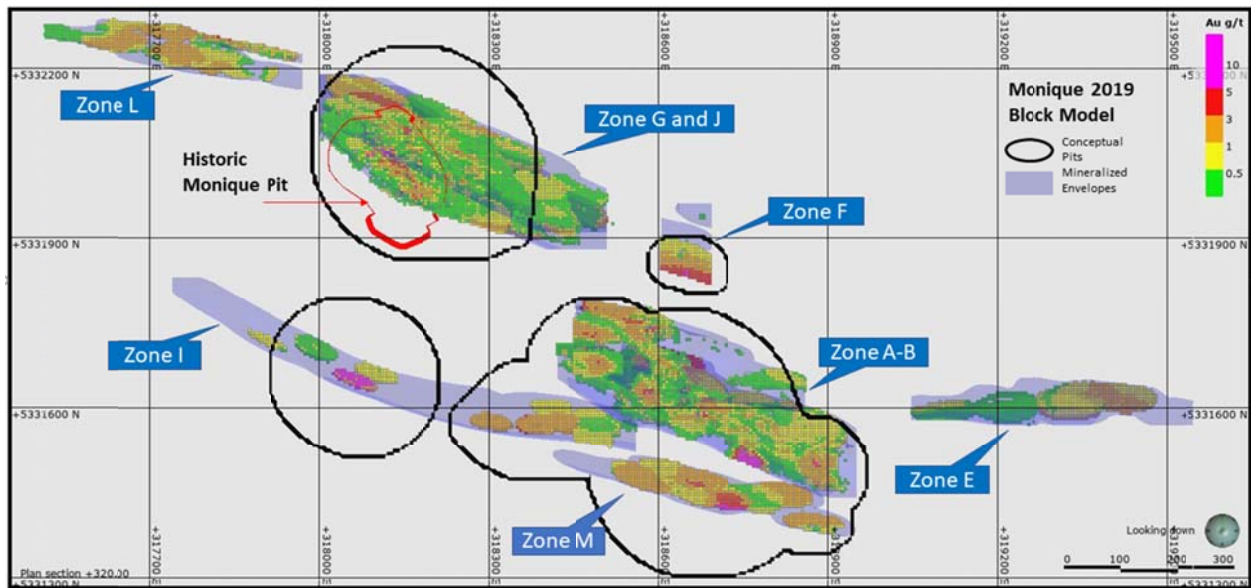 +317700 E
+318000 E
+318300 E
+318600 E
+318900 E
+319200 E
+319500 E
Au g/t
10
5
3
1
0.5
+5332200 N
Zone L
Zone G and J
Monique 2019
Block Model
Conceptual
Pits
Mineralized
Envelopes
Historic
Monique Pit
Zone F
+5331900 N
+5331900 N
Zone I
Zone A-B
+5331600 N
+5331600 N
Zone E
Zone M
Looking down
0 100 200 300
Plan section +320.00
+5331300 N
+317700
+318000
+318300
+318600
+318900
+319200
+319500